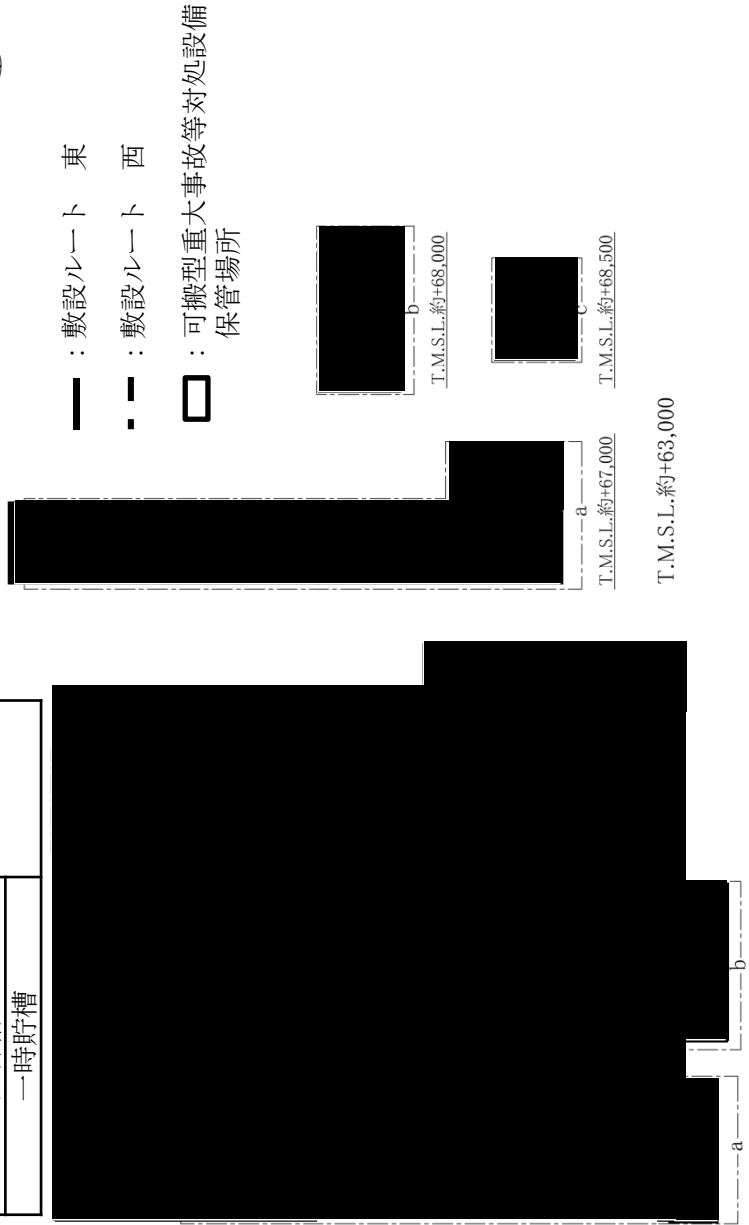 一時貯槽
：敷設ルート　東
：敷設ルート　西
：可搬型重大事故等対処設備
保管場所
b
T.M.S.L.約+68,000
c
T.M.S.L.約+68,500
a
T.M.S.L.約+67,000
T.M.S.L.約+63,000
a
b